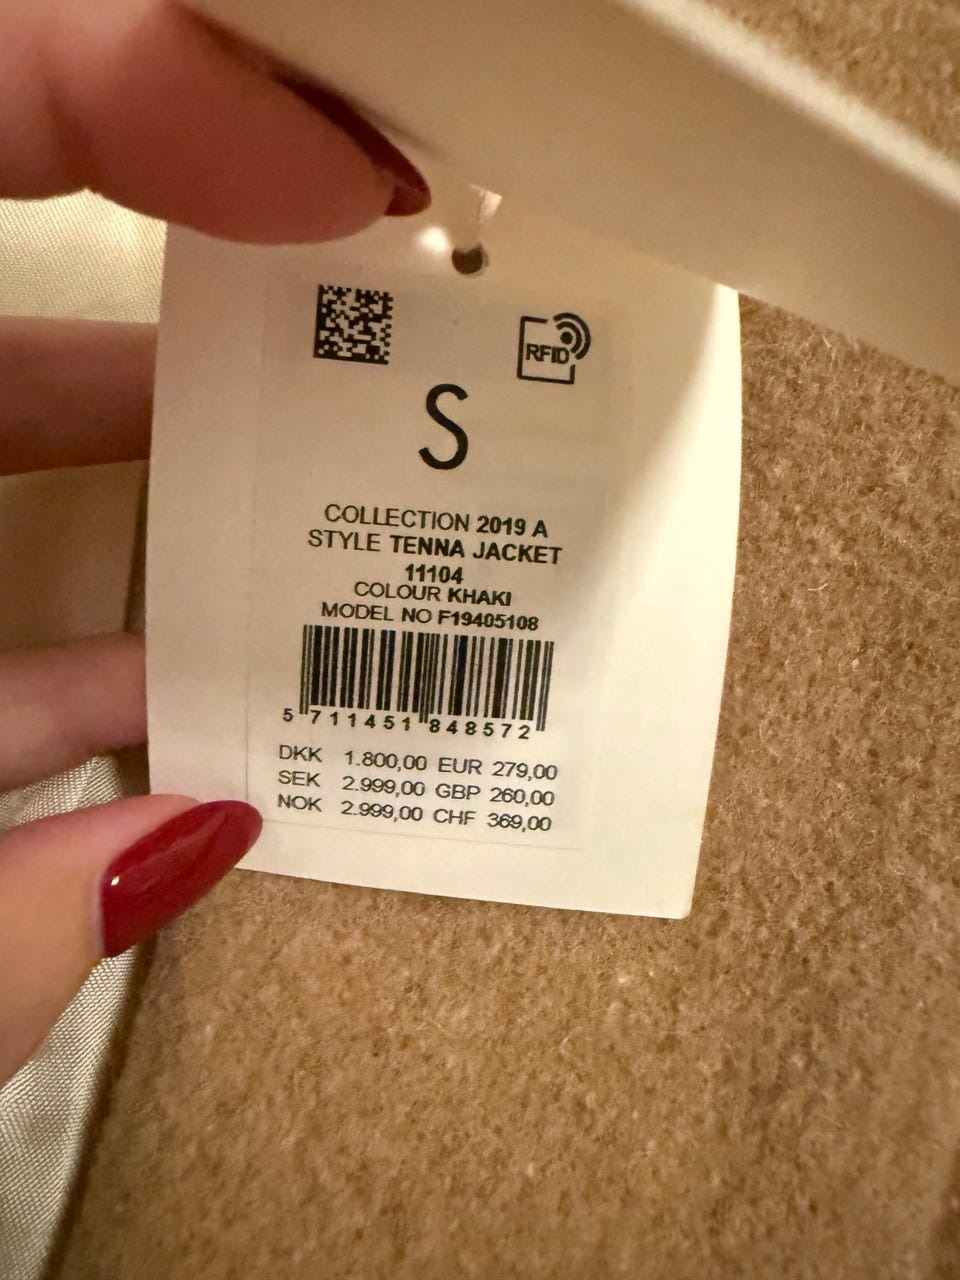 RFID
S
COLLECTION 2019 A
STYLE TENNA JACKET
11104
COLOUR KHAKI
MODEL NO F19405108
5 711451 848572
DKK 1.800,00 EUR 279,00
SEK 2.999,00 GBP 260,00
NOK 2.999,00 CHF 369,00